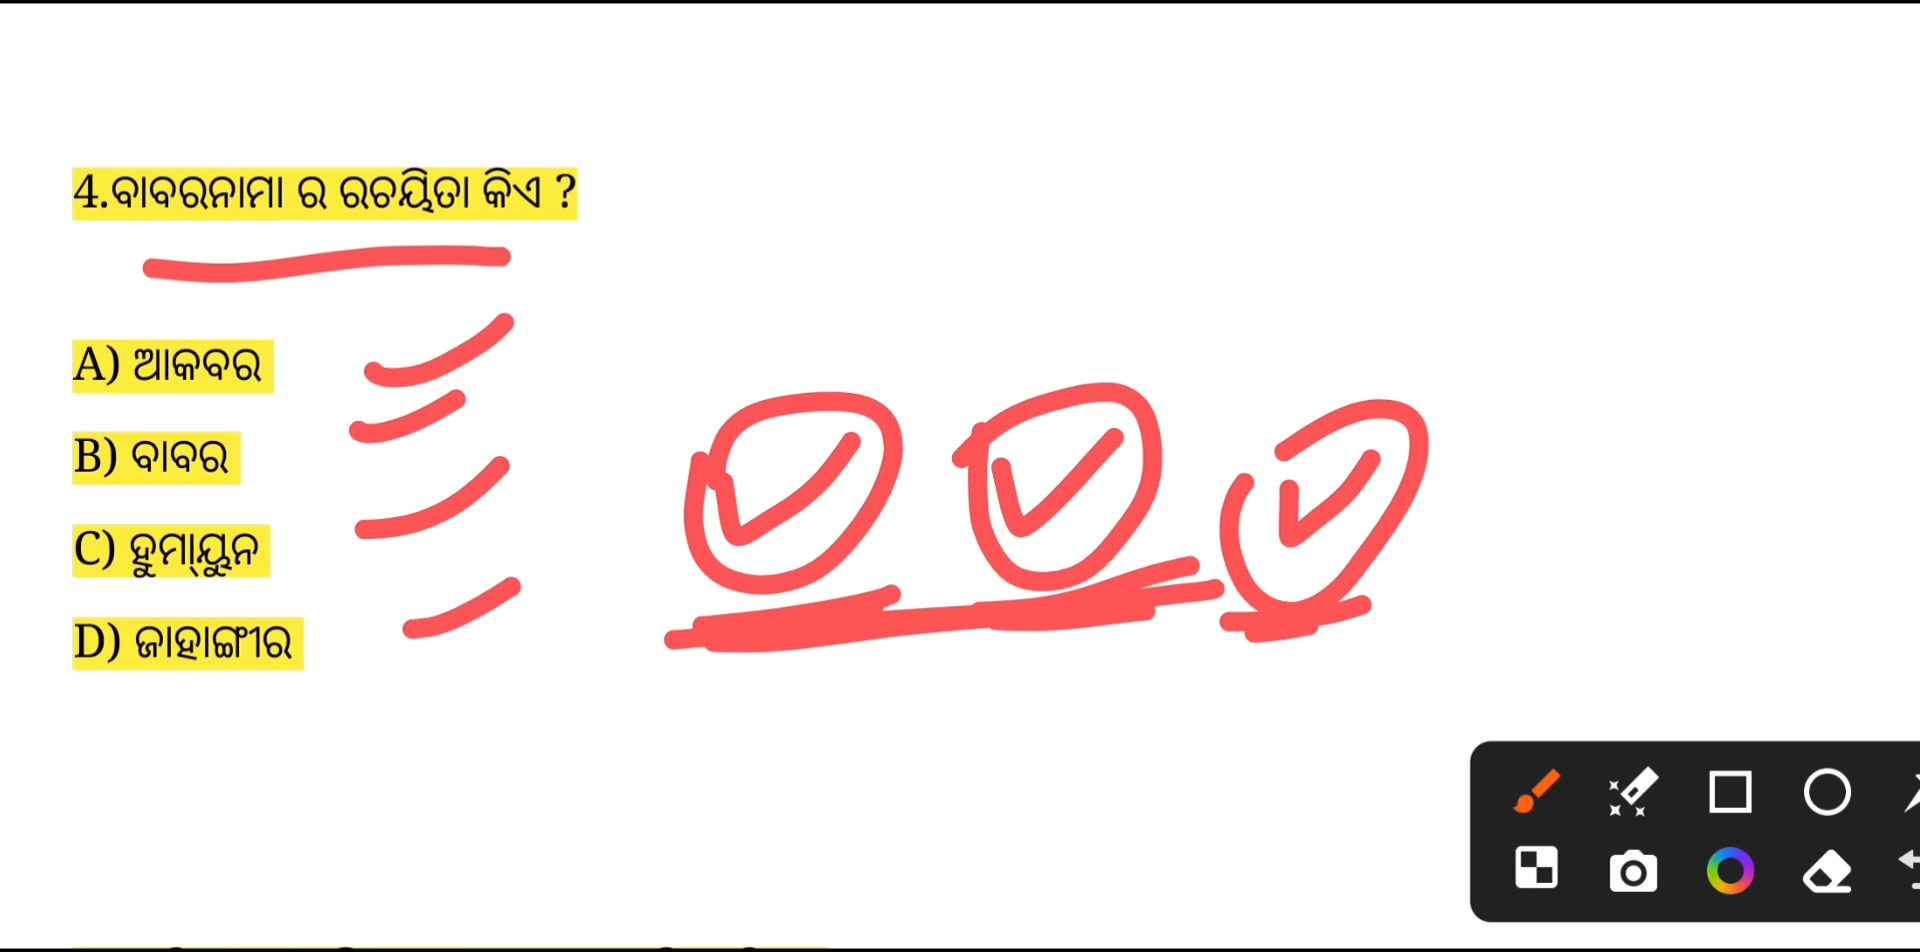 4.ବାବରନାମା ର ରଚୟିତା କିଏ ?
A) ଆକବର
B) ବାବର
C) ହୁମା୍ୟୁନ
D) ଜାହାଙ୍ଗୀର